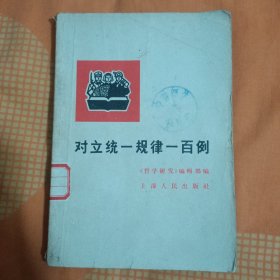 对立统一规律一百例
《哲学研究》编辑部编
上海人民出版社